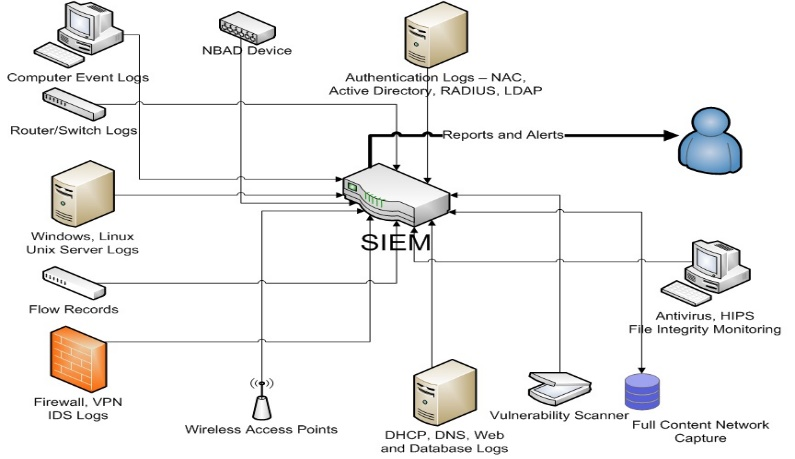 Computer Event Logs
NBAD Device
Authentication Logs – NAC,
Active Directory, RADIUS, LDAP
Router/Switch Logs
Reports and Alerts
Windows, Linux
Unix Server Logs
SIEM
Flow Records
Antivirus, HIPS
File Integrity Monitoring
Firewall, VPN
IDS Logs
Wireless Access Points
DHCP, DNS, Web
and Database Logs
Vulnerability Scanner
Full Content Network
Capture